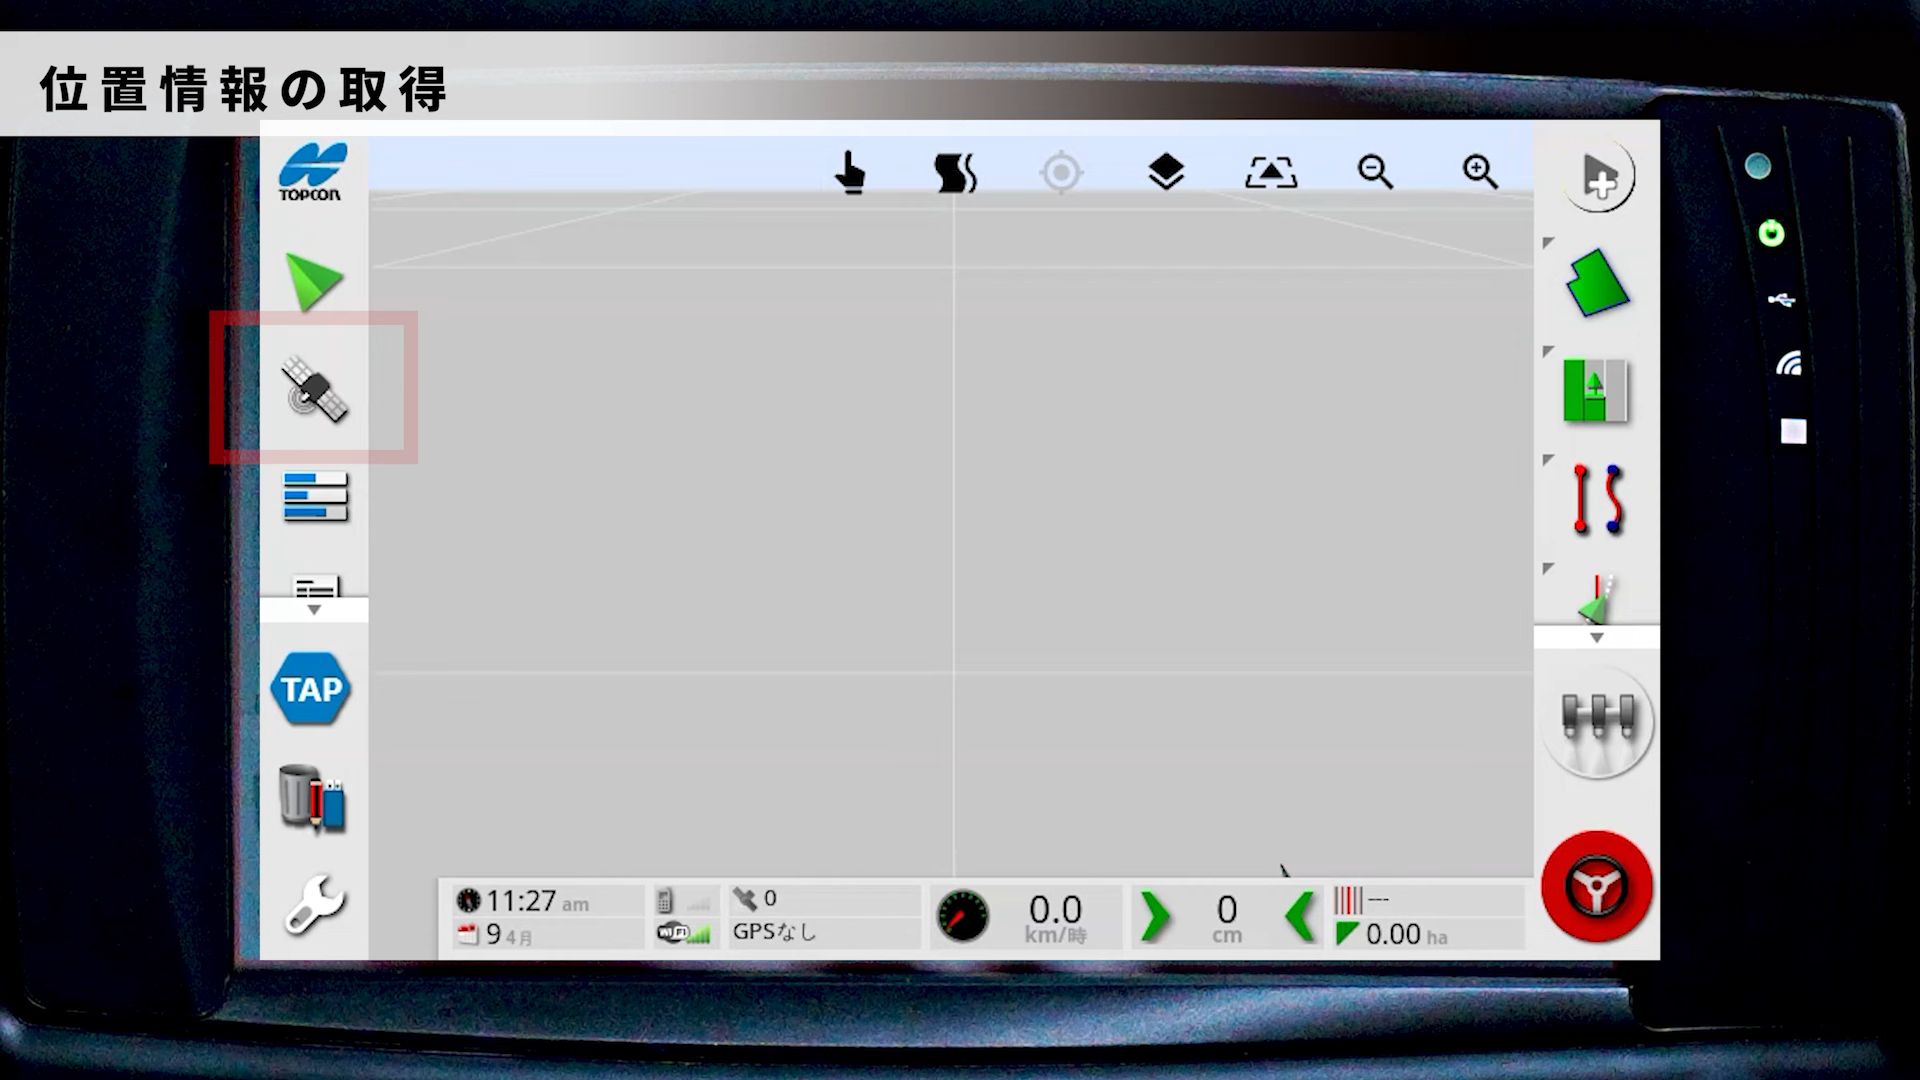 位置情報の取得
TOPCON
TAP
11:27 am
9 4月
WiFi
0
GPSなし
0.0
km/時
0
cm
---
0.00 ha